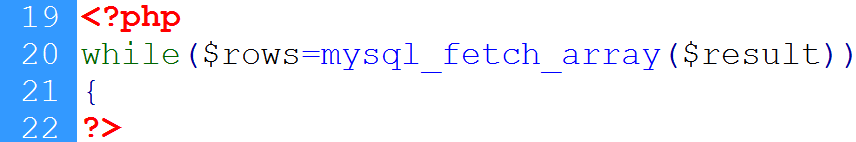 19 <?php
20 while($rows=mysql_fetch_array($result))
21 {
22 ?>